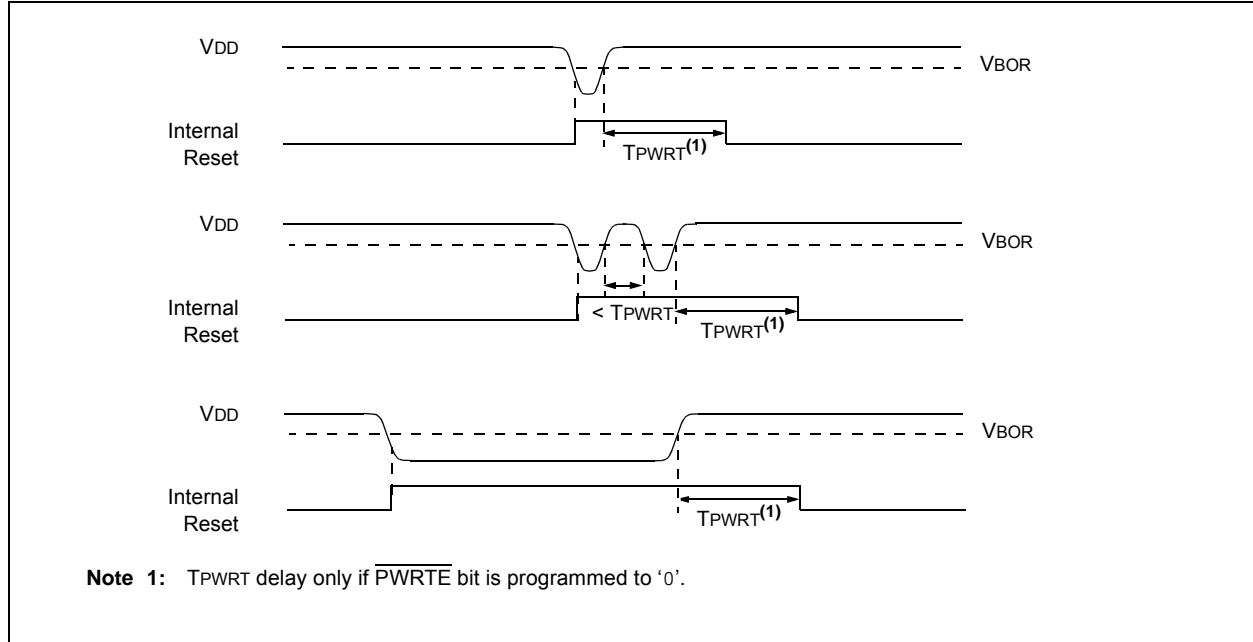 VDD
VBOR
Internal
Reset
TPWRT(1)
VDD
VBOR
Internal
Reset
< TPWRT
TPWRT(1)
VDD
VBOR
Internal
Reset
TPWRT(1)
Note 1: TPWRT delay only if PWRTE bit is programmed to ‘0’.